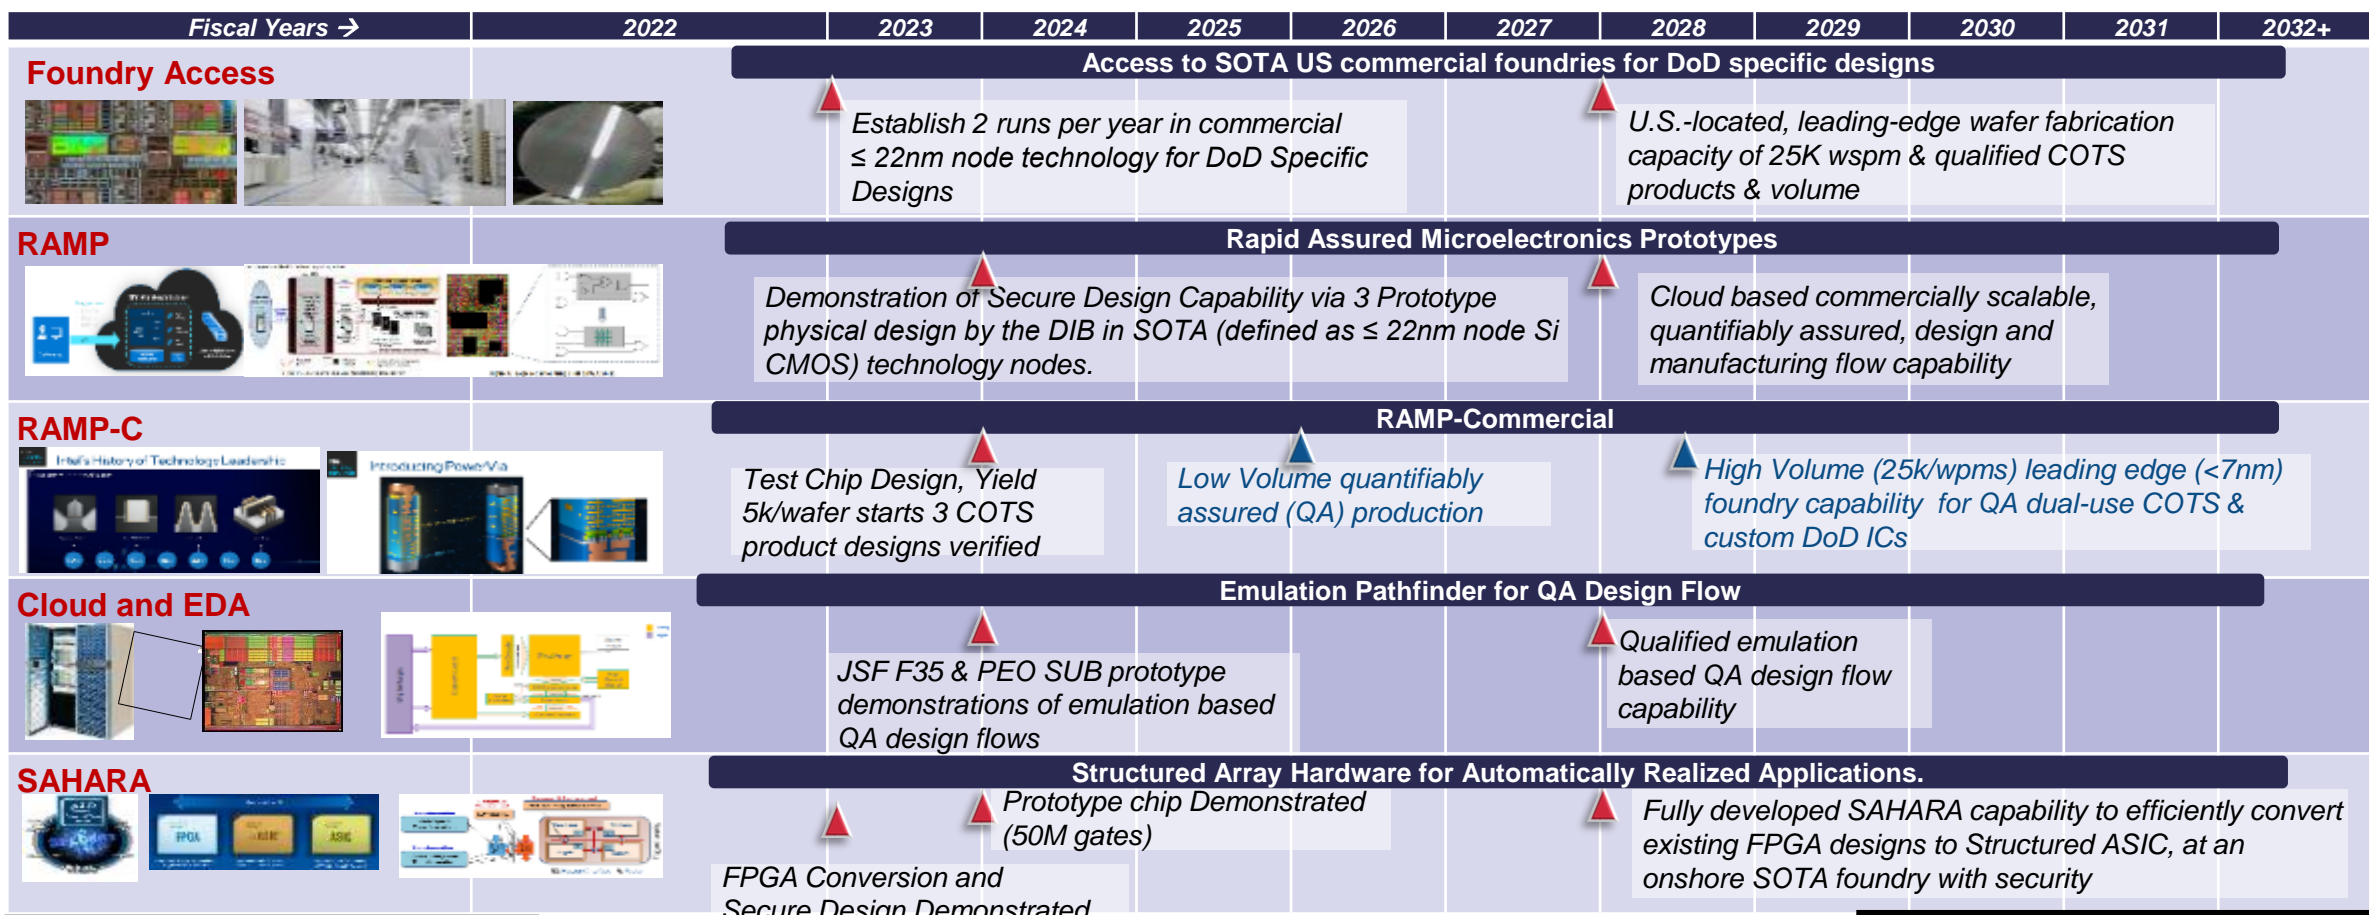 Fiscal Years → 2022 2023 2024 2025 2026 2027 2028 2029 2030 2031 2032+
Foundry Access
Access to SOTA US commercial foundries for DoD specific designs
Establish 2 runs per year in commercial
≤ 22nm node technology for DoD Specific
Designs
U.S.-located, leading-edge wafer fabrication
capacity of 25K wspm & qualified COTS
products & volume
RAMP
Rapid Assured Microelectronics Prototypes
Demonstration of Secure Design Capability via 3 Prototype
physical design by the DIB in SOTA (defined as ≤ 22nm node Si
CMOS) technology nodes.
Cloud based commercially scalable,
quantifiably assured, design and
manufacturing flow capability
RAMP-C
RAMP-Commercial
Intel's History of Technology Leadership
Introducing PowerVia
Test Chip Design, Yield
5k/wafer starts 3 COTS
product designs verified
Low Volume quantifiably
assured (QA) production
High Volume (25k/wpms) leading edge (<7nm)
foundry capability for QA dual-use COTS &
custom DoD ICs
Cloud and EDA
Emulation Pathfinder for QA Design Flow
JSF F35 & PEO SUB prototype
demonstrations of emulation based
QA design flows
Qualified emulation
based QA design flow
capability
SAHARA
Structured Array Hardware for Automatically Realized Applications.
FPGA
ASIC
Prototype chip Demonstrated
(50M gates)
FPGA Conversion and
Secure Design Demonstrated
Fully developed SAHARA capability to efficiently convert
existing FPGA designs to Structured ASIC, at an
onshore SOTA foundry with security